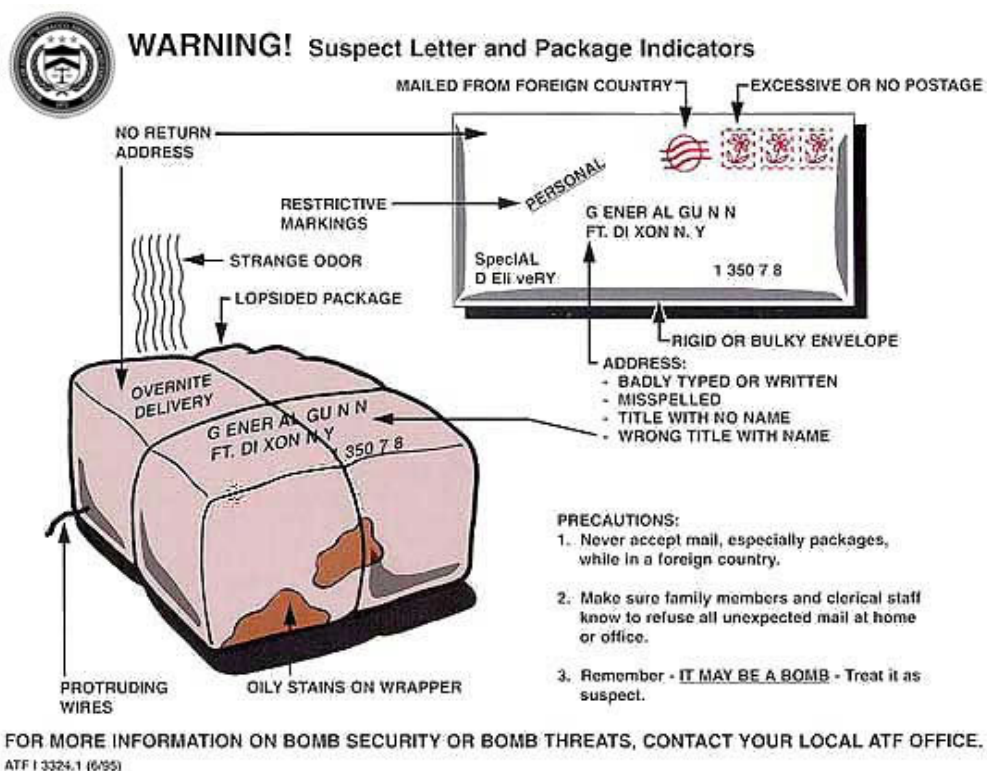 WARNING! Suspect Letter and Package Indicators
MAILED FROM FOREIGN COUNTRY
EXCESSIVE OR NO POSTAGE
NO RETURN
ADDRESS
RESTRICTIVE
MARKINGS
PERSONAL
G ENER AL GU N N
FT. DI XON N. Y
SpecIAL
D Eli veRY
1 350 7 8
STRANGE ODOR
LOPSIDED PACKAGE
RIGID OR BULKY ENVELOPE
ADDRESS:
- BADLY TYPED OR WRITTEN
- MISSPELLED
- TITLE WITH NO NAME
- WRONG TITLE WITH NAME
OVERNITE
DELIVERY
G ENER AL GU N N
FT. DI XON N Y
1 350 7 8
PRECAUTIONS:
1. Never accept mail, especially packages,
while in a foreign country.
2. Make sure family members and clerical staff
know to refuse all unexpected mail at home
or office.
3. Remember - IT MAY BE A BOMB - Treat it as
suspect.
PROTRUDING
WIRES
OILY STAINS ON WRAPPER
FOR MORE INFORMATION ON BOMB SECURITY OR BOMB THREATS, CONTACT YOUR LOCAL ATF OFFICE.
ATF I 3324.1 (6/95)